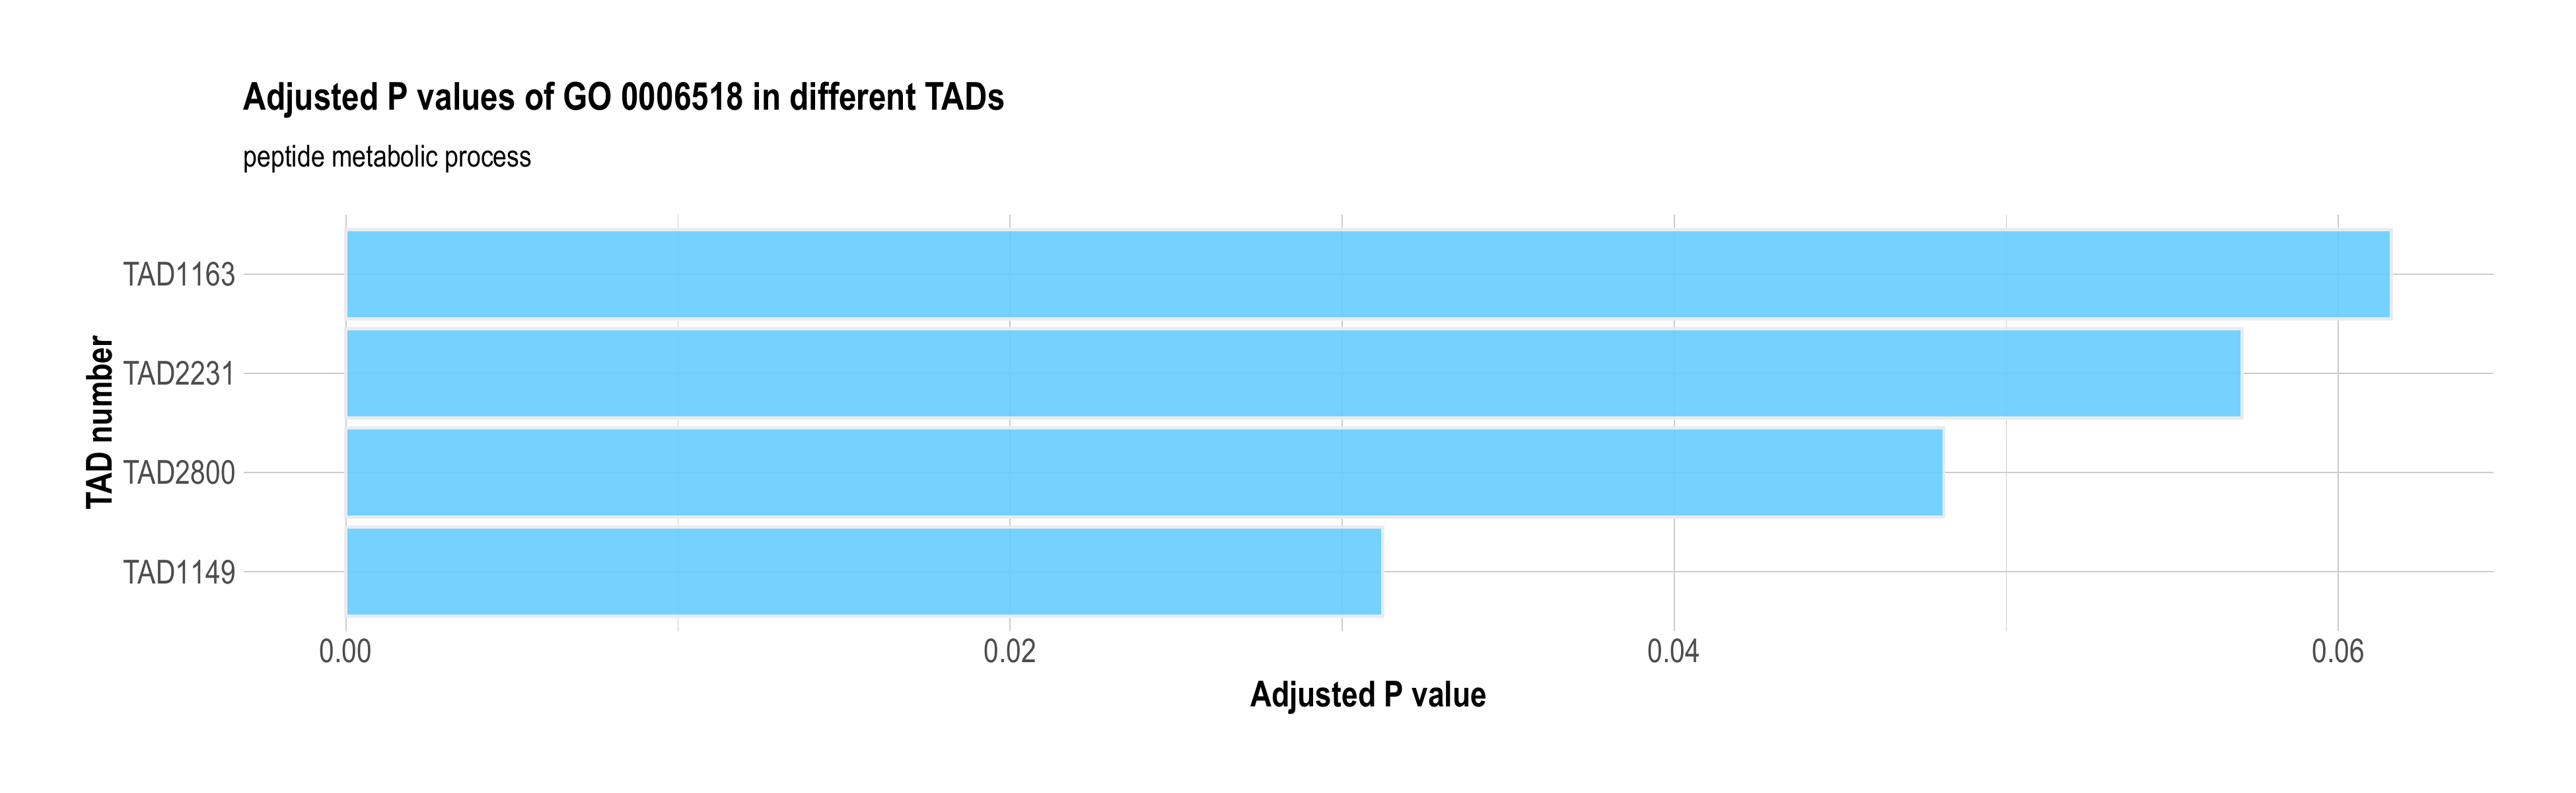 Adjusted P values of GO 0006518 in different TADs
peptide metabolic process
TAD number
TAD1163
TAD2231
TAD2800
TAD1149
0.00 0.02 0.04 0.06
Adjusted P value